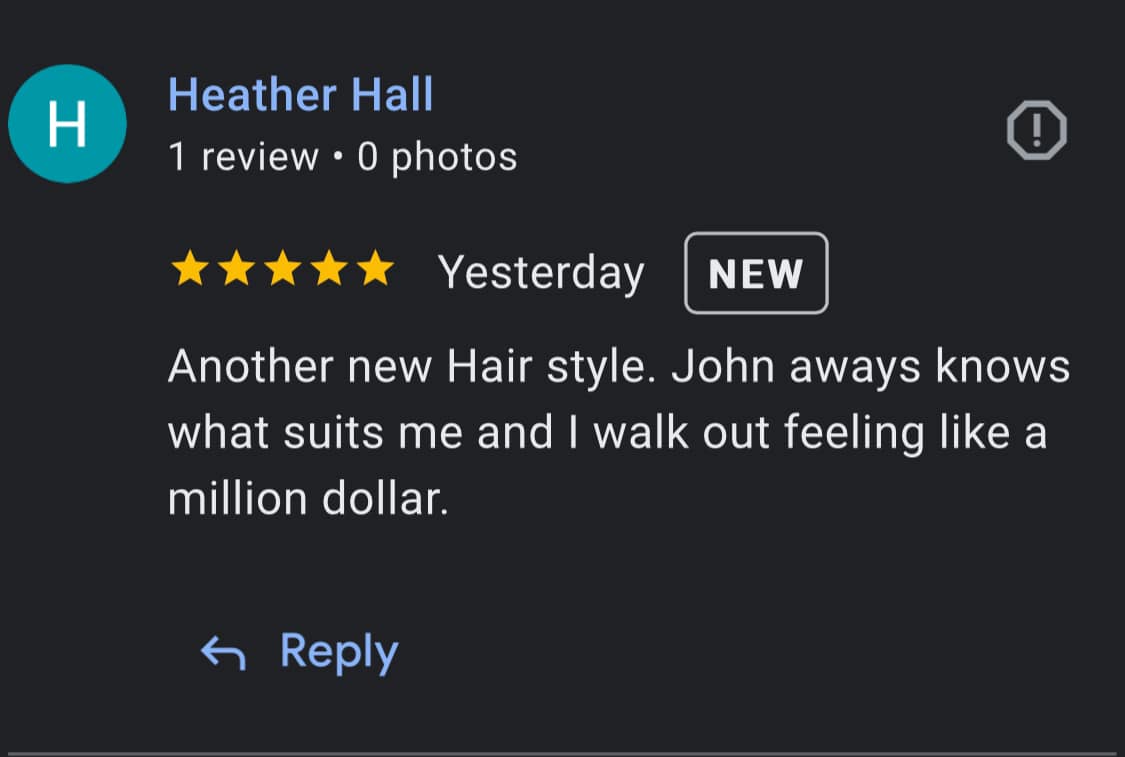 H
Heather Hall
1 review • 0 photos
Yesterday NEW
Another new Hair style. John aways knows
what suits me and I walk out feeling like a
million dollar.
Reply